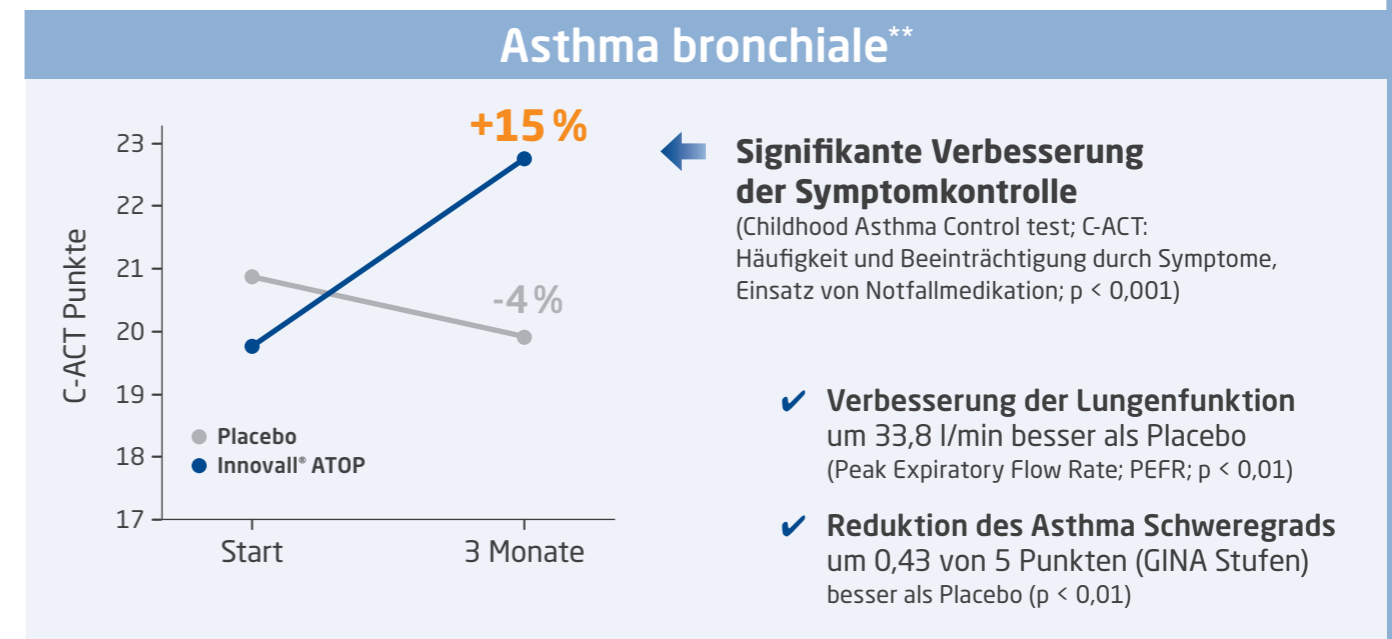 Asthma bronchiale**
+15 %
23
22
21
20
19
18
17
C-ACT Punkte
-4 %
Placebo
Innovall® ATOP
Start
3 Monate
Signifikante Verbesserung
der Symptomkontrolle
(Childhood Asthma Control test; C-ACT:
Häufigkeit und Beeinträchtigung durch Symptome,
Einsatz von Notfallmedikation; p < 0,001)
✔ Verbesserung der Lungenfunktion
um 33,8 l/min besser als Placebo
(Peak Expiratory Flow Rate; PEFR; p < 0,01)
✔ Reduktion des Asthma Schweregrads
um 0,43 von 5 Punkten (GINA Stufen)
besser als Placebo (p < 0,01)